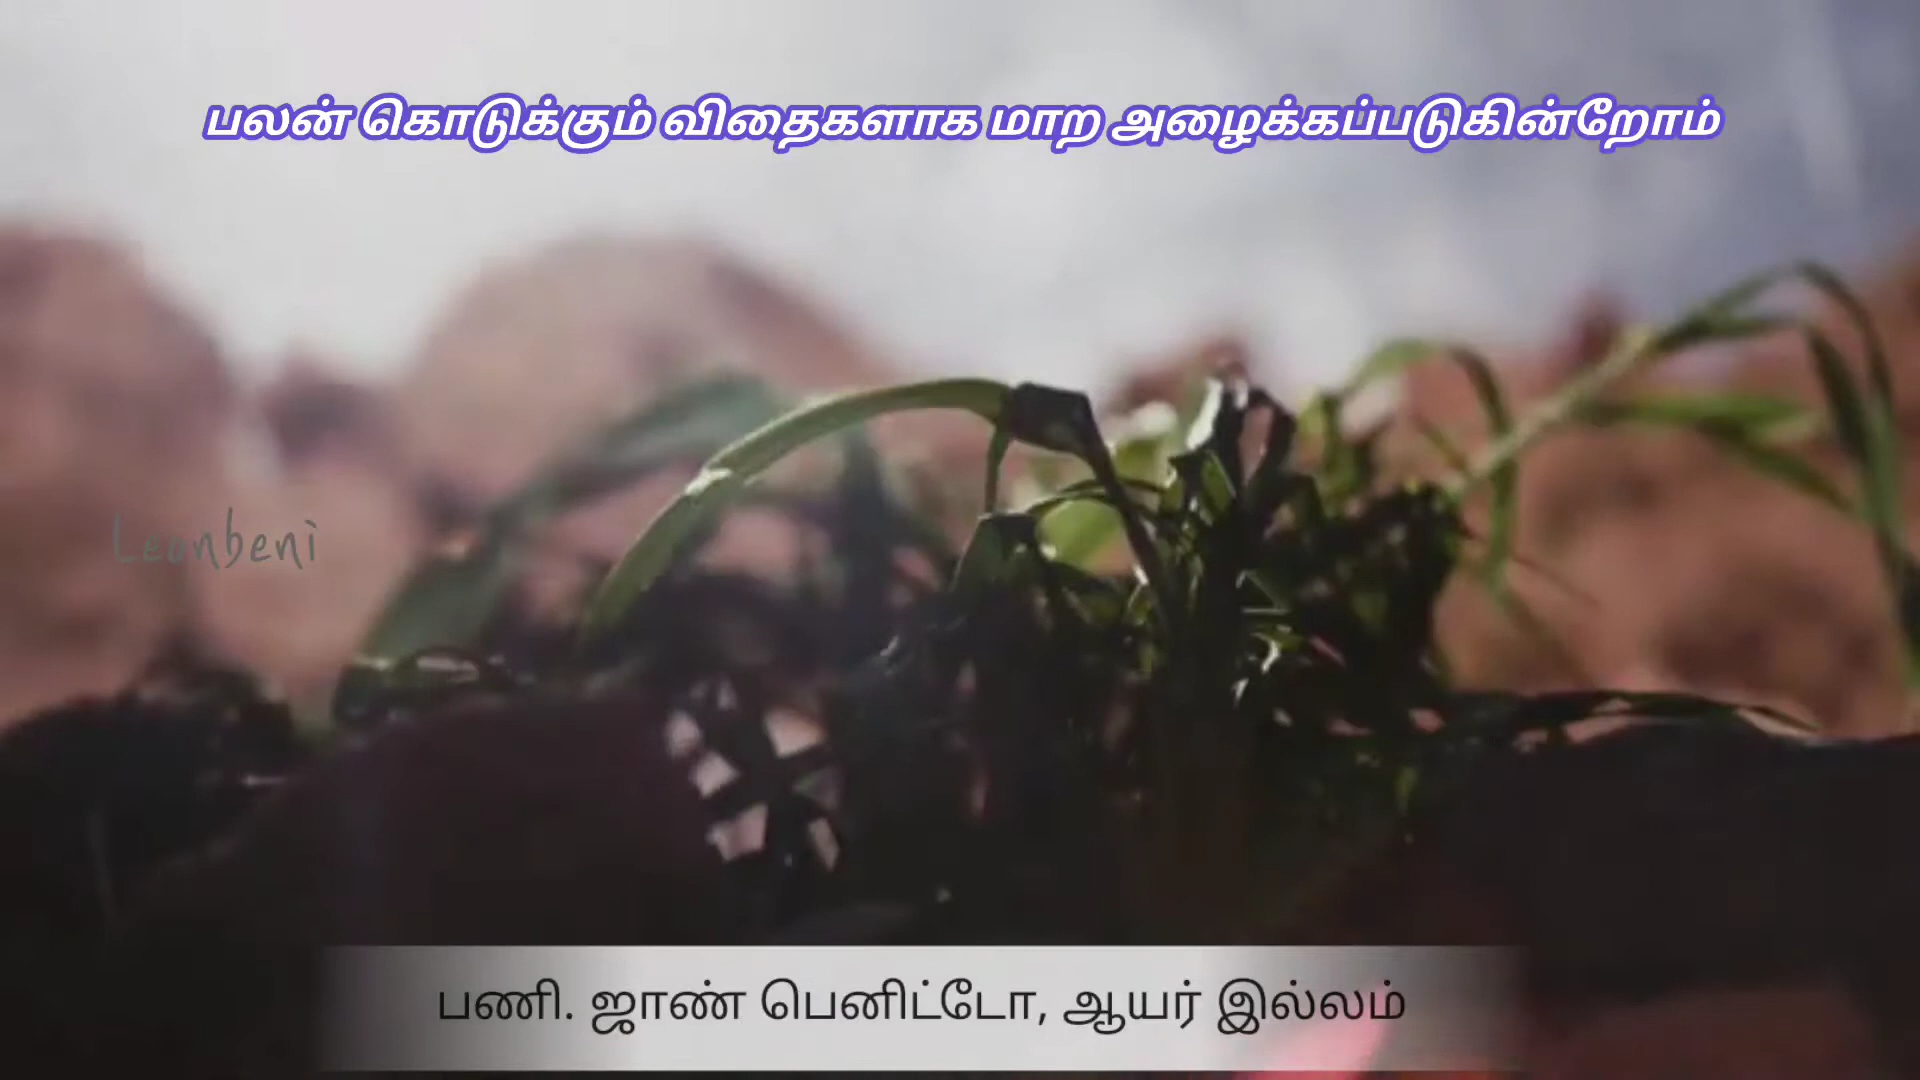 பலன் கொடுக்கும் விதைகளாக மாற அழைக்கப்படுகின்றோம்
Leonbeni
பணி. ஜாண் பெனிட்டோ, ஆயர் இல்லம்